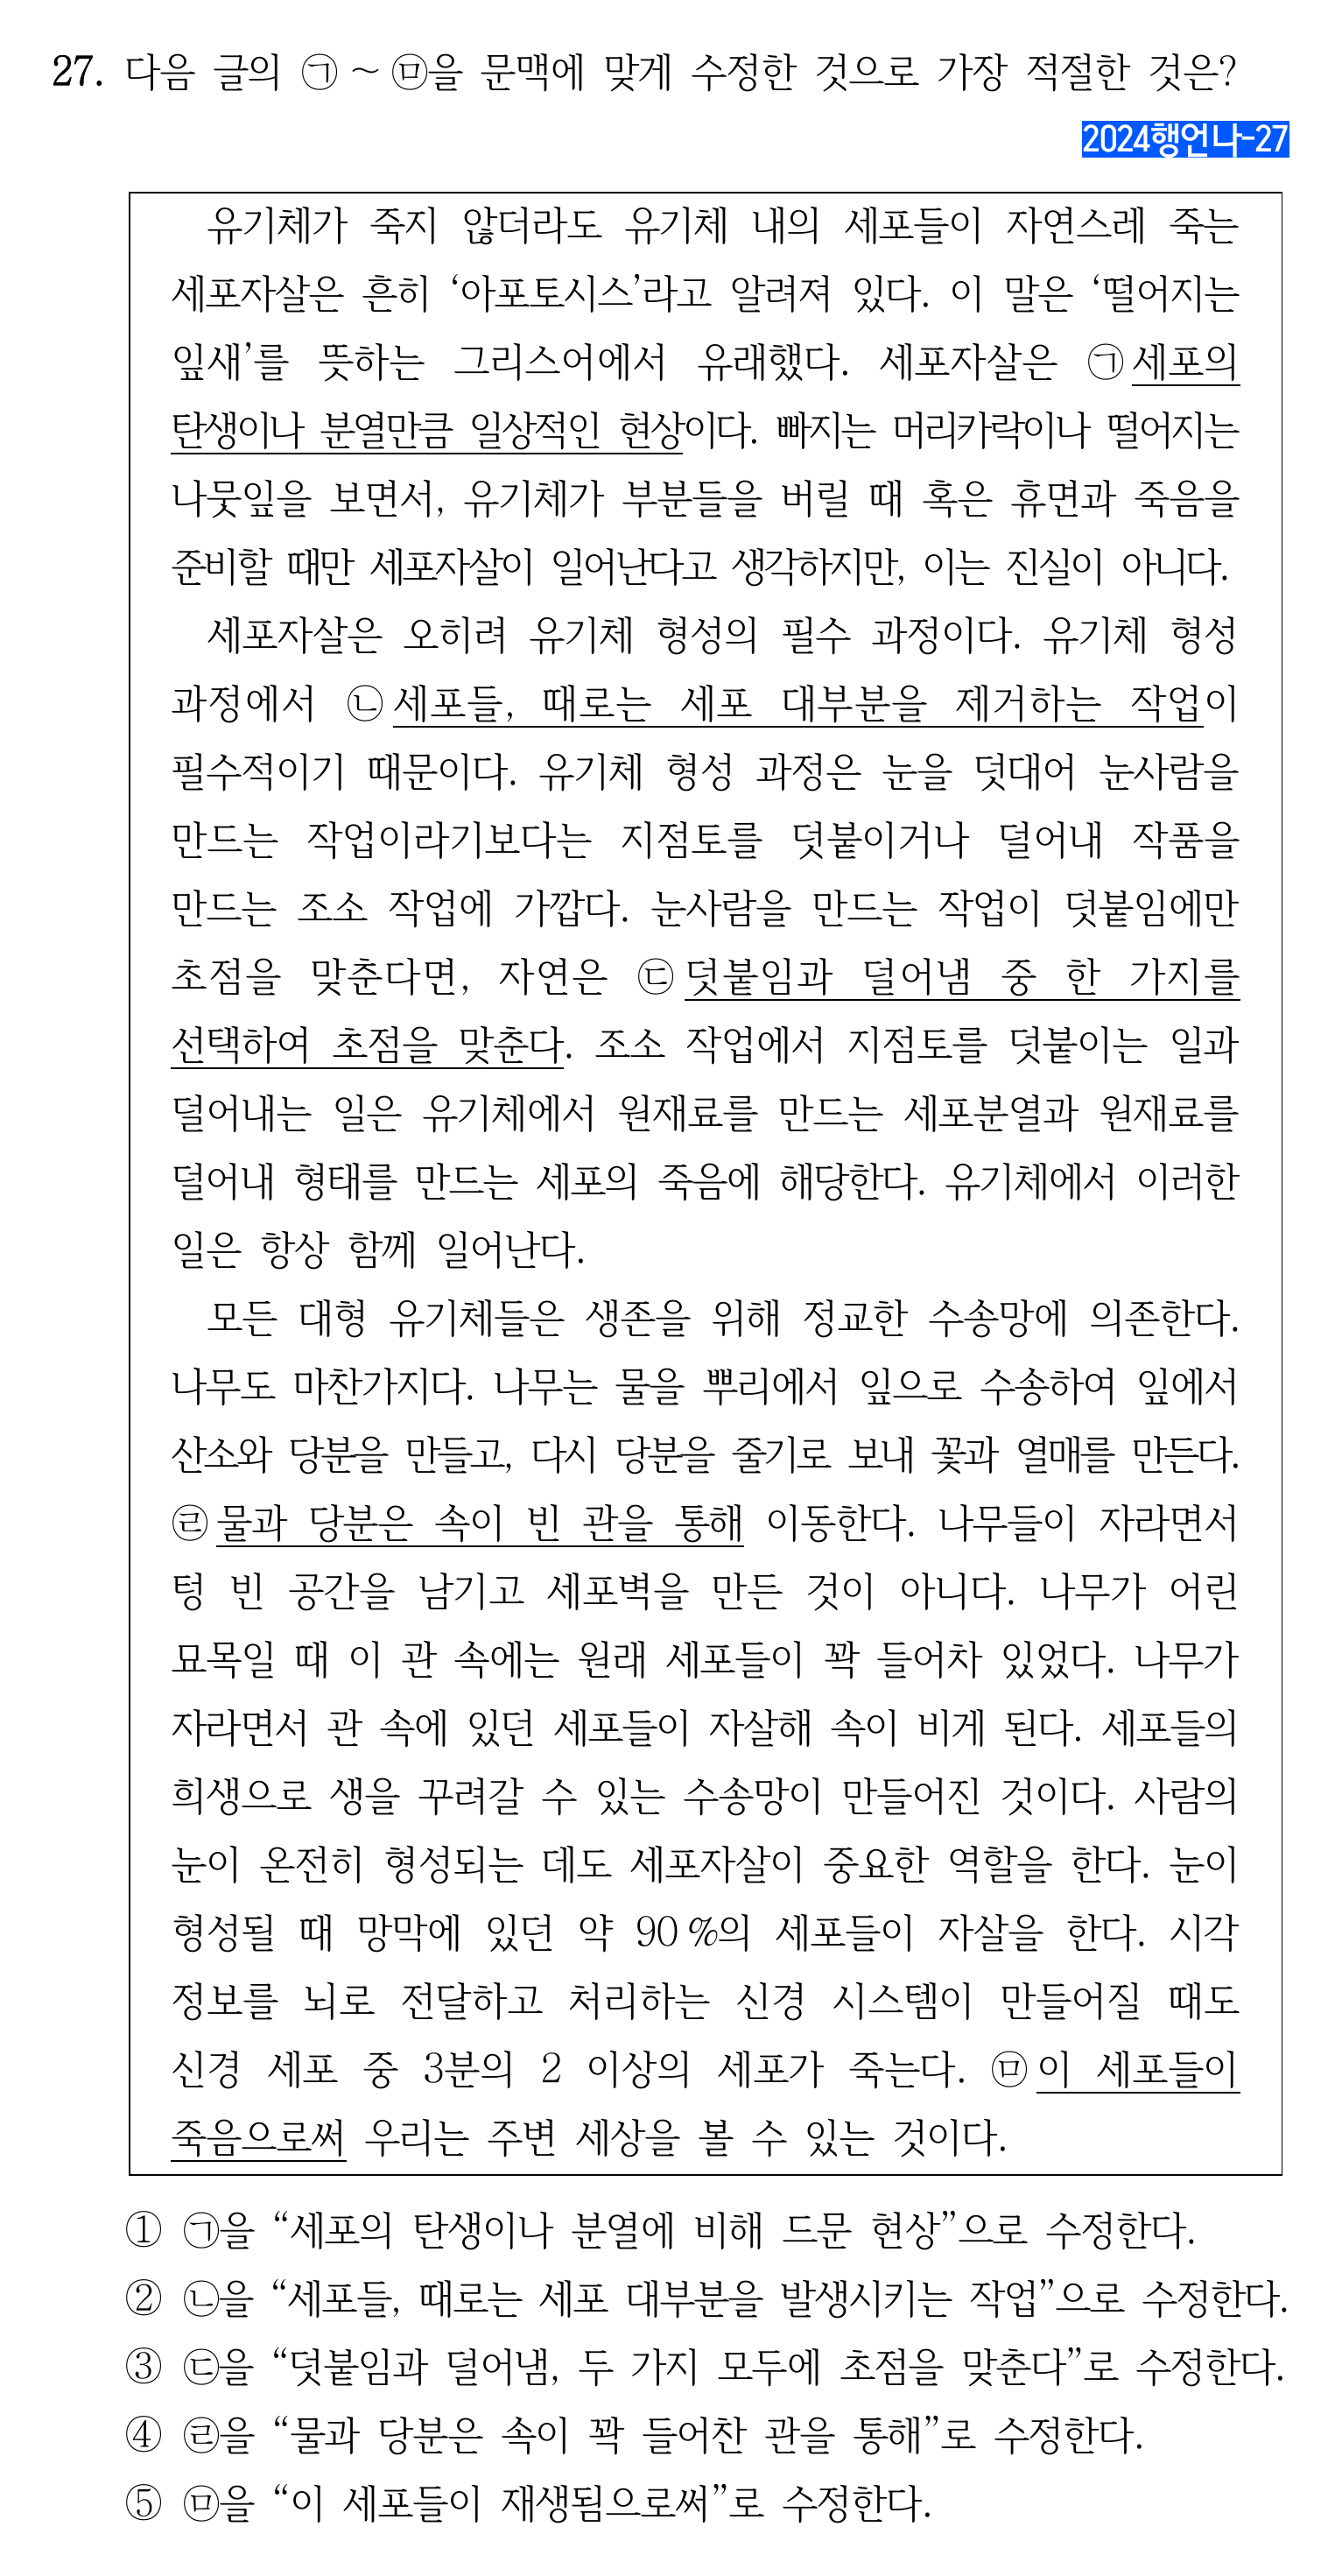 27. 다음 글의 ㉠～㉤을 문맥에 맞게 수정한 것으로 가장 적절한 것은?
2024행언나-27
유기체가 죽지 않더라도 유기체 내의 세포들이 자연스레 죽는
세포자살은 흔히 ‘아포토시스’라고 알려져 있다. 이 말은 ‘떨어지는
잎새’를 뜻하는 그리스어에서 유래했다. 세포자살은 ㉠세포의
탄생이나 분열만큼 일상적인 현상이다. 빠지는 머리카락이나 떨어지는
나뭇잎을 보면서, 유기체가 부분들을 버릴 때 혹은 휴면과 죽음을
준비할 때만 세포자살이 일어난다고 생각하지만, 이는 진실이 아니다.
세포자살은 오히려 유기체 형성의 필수 과정이다. 유기체 형성
과정에서 ㉡세포들, 때로는 세포 대부분을 제거하는 작업이
필수적이기 때문이다. 유기체 형성 과정은 눈을 덧대어 눈사람을
만드는 작업이라기보다는 지점토를 덧붙이거나 덜어내 작품을
만드는 조소 작업에 가깝다. 눈사람을 만드는 작업이 덧붙임에만
초점을 맞춘다면, 자연은 ㉢덧붙임과 덜어냄 중 한 가지를
선택하여 초점을 맞춘다. 조소 작업에서 지점토를 덧붙이는 일과
덜어내는 일은 유기체에서 원재료를 만드는 세포분열과 원재료를
덜어내 형태를 만드는 세포의 죽음에 해당한다. 유기체에서 이러한
일은 항상 함께 일어난다.
모든 대형 유기체들은 생존을 위해 정교한 수송망에 의존한다.
나무도 마찬가지다. 나무는 물을 뿌리에서 잎으로 수송하여 잎에서
산소와 당분을 만들고, 다시 당분을 줄기로 보내 꽃과 열매를 만든다.
㉣물과 당분은 속이 빈 관을 통해 이동한다. 나무들이 자라면서
텅 빈 공간을 남기고 세포벽을 만든 것이 아니다. 나무가 어린
묘목일 때 이 관 속에는 원래 세포들이 꽉 들어차 있었다. 나무가
자라면서 관 속에 있던 세포들이 자살해 속이 비게 된다. 세포들의
희생으로 생을 꾸려갈 수 있는 수송망이 만들어진 것이다. 사람의
눈이 온전히 형성되는 데도 세포자살이 중요한 역할을 한다. 눈이
형성될 때 망막에 있던 약 90%의 세포들이 자살을 한다. 시각
정보를 뇌로 전달하고 처리하는 신경 시스템이 만들어질 때도
신경 세포 중 3분의 2 이상의 세포가 죽는다. ㉤이 세포들이
죽음으로써 우리는 주변 세상을 볼 수 있는 것이다.
① ㉠을 “세포의 탄생이나 분열에 비해 드문 현상”으로 수정한다.
② ㉡을 “세포들, 때로는 세포 대부분을 발생시키는 작업”으로 수정한다.
③ ㉢을 “덧붙임과 덜어냄, 두 가지 모두에 초점을 맞춘다”로 수정한다.
④ ㉣을 “물과 당분은 속이 꽉 들어찬 관을 통해”로 수정한다.
⑤ ㉤을 “이 세포들이 재생됨으로써”로 수정한다.